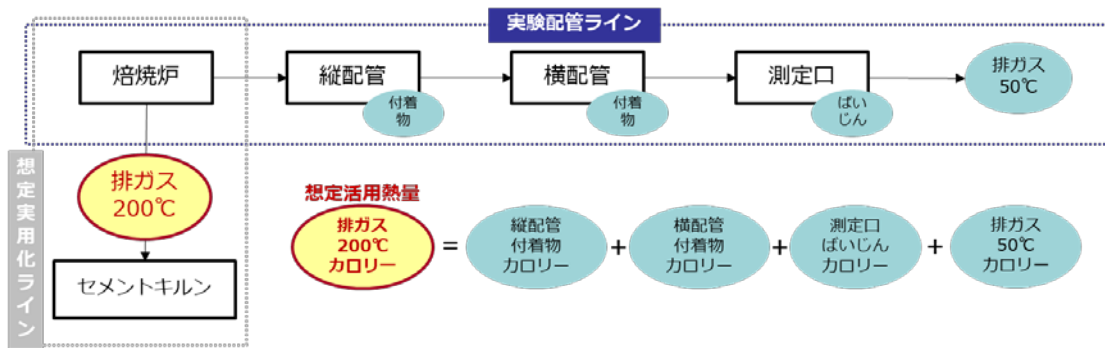 実験配管ライン
焙焼炉
縦配管
横配管
測定口
排ガス
50℃
付着
物
付着
物
ばい
じん
想定実用化ライン
排ガス
200℃
セメントキルン
想定活用熱量
排ガス
200℃
カロリー
=
縦配管
付着物
カロリー
+
横配管
付着物
カロリー
+
測定口
ばいじん
カロリー
+
排ガス
50℃
カロリー